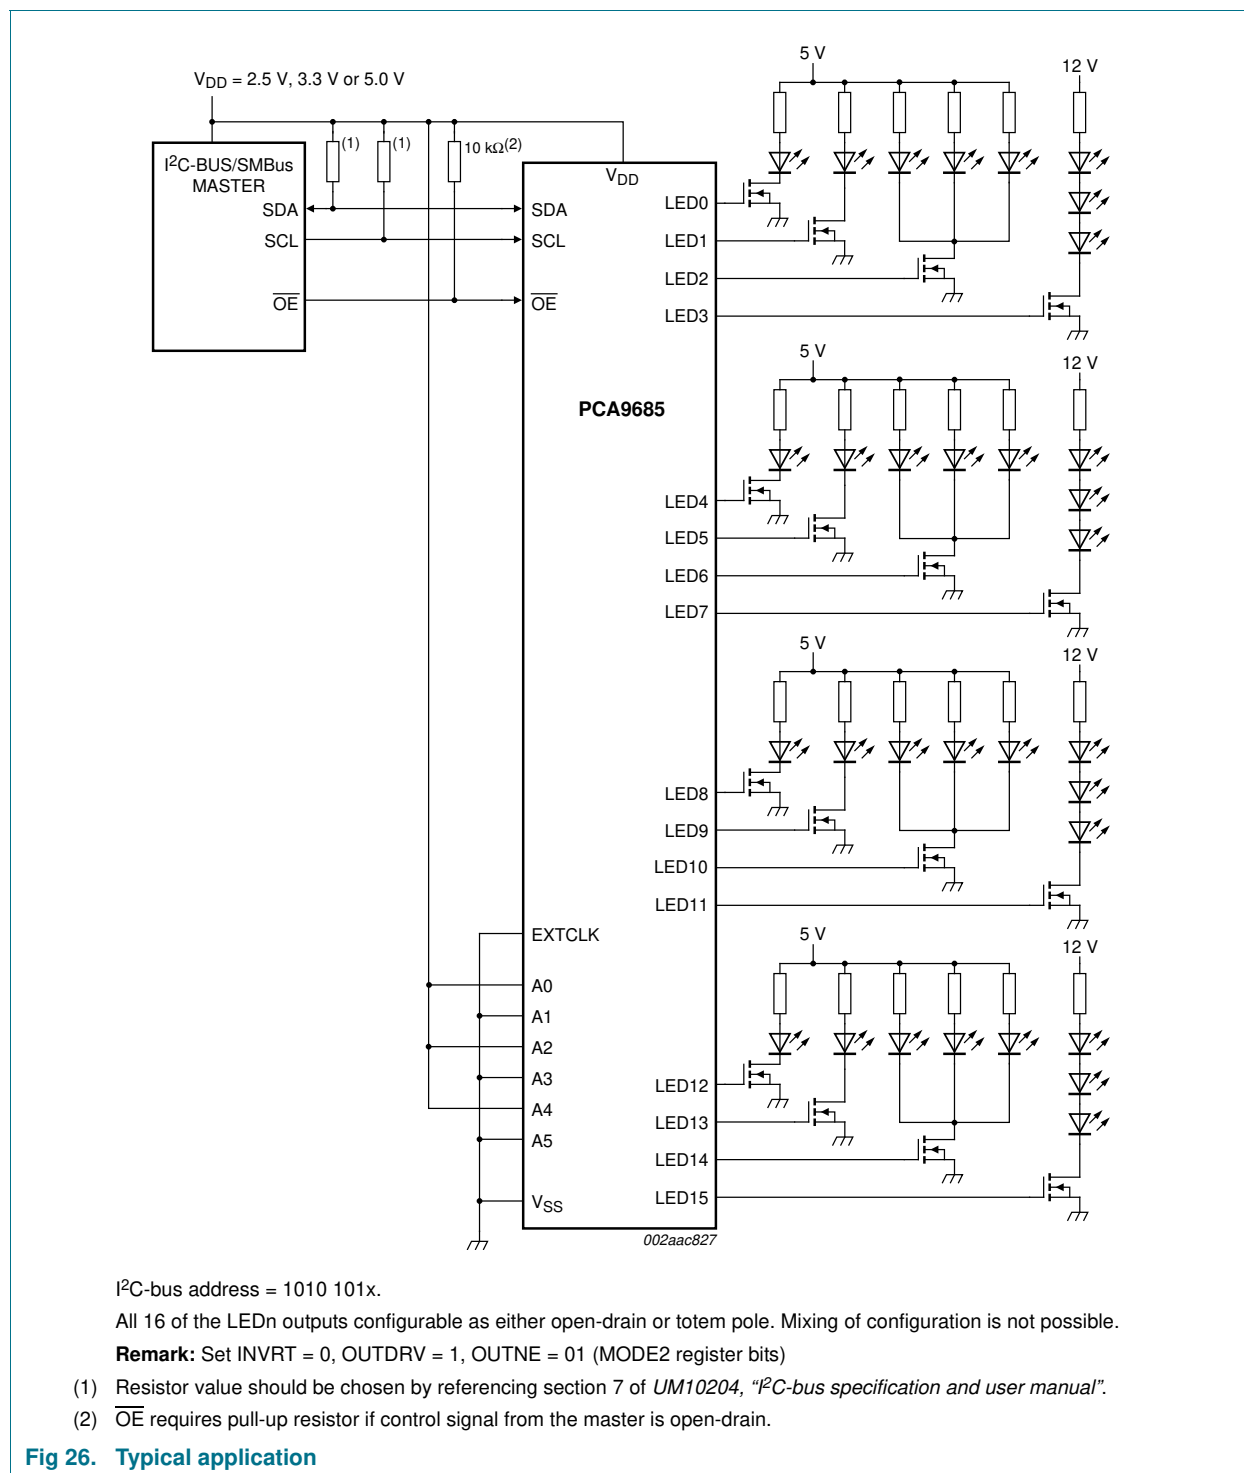 V_DD = 2.5 V, 3.3 V or 5.0 V
5 V
12 V
(1)
(1)
10 kΩ(2)
I²C-BUS/SMBus
MASTER
SDA
SCL
O̅E̅
V_DD
SDA
SCL
O̅E̅
PCA9685
LED0
LED1
LED2
LED3
5 V
12 V
LED4
LED5
LED6
LED7
5 V
12 V
LED8
LED9
LED10
LED11
5 V
12 V
LED12
LED13
LED14
LED15
EXTCLK
A0
A1
A2
A3
A4
A5
V_SS
002aac827
I²C-bus address = 1010 101x.
All 16 of the LEDn outputs configurable as either open-drain or totem pole. Mixing of configuration is not possible.
Remark: Set INVRT = 0, OUTDRV = 1, OUTNE = 01 (MODE2 register bits)
(1) Resistor value should be chosen by referencing section 7 of UM10204, “I²C-bus specification and user manual”.
(2) O̅E̅ requires pull-up resistor if control signal from the master is open-drain.
Fig 26. Typical application